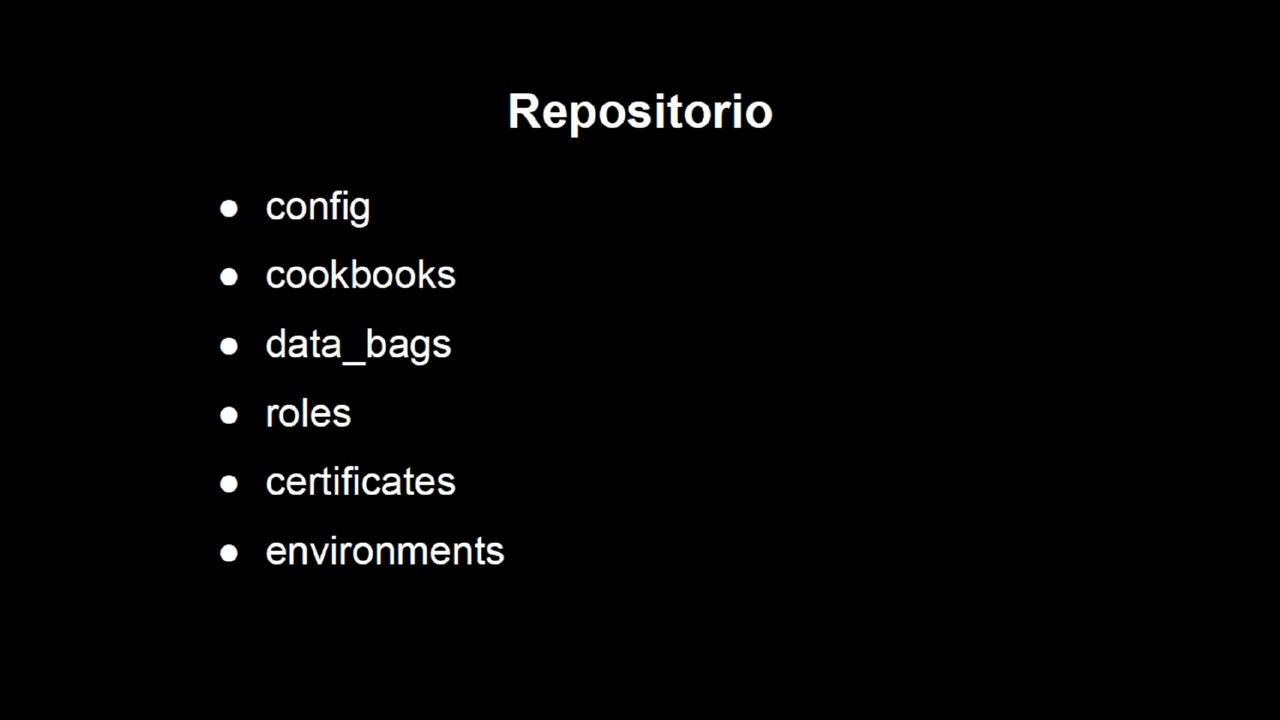 Repositorio
● config
● cookbooks
● data_bags
● roles
● certificates
● environments